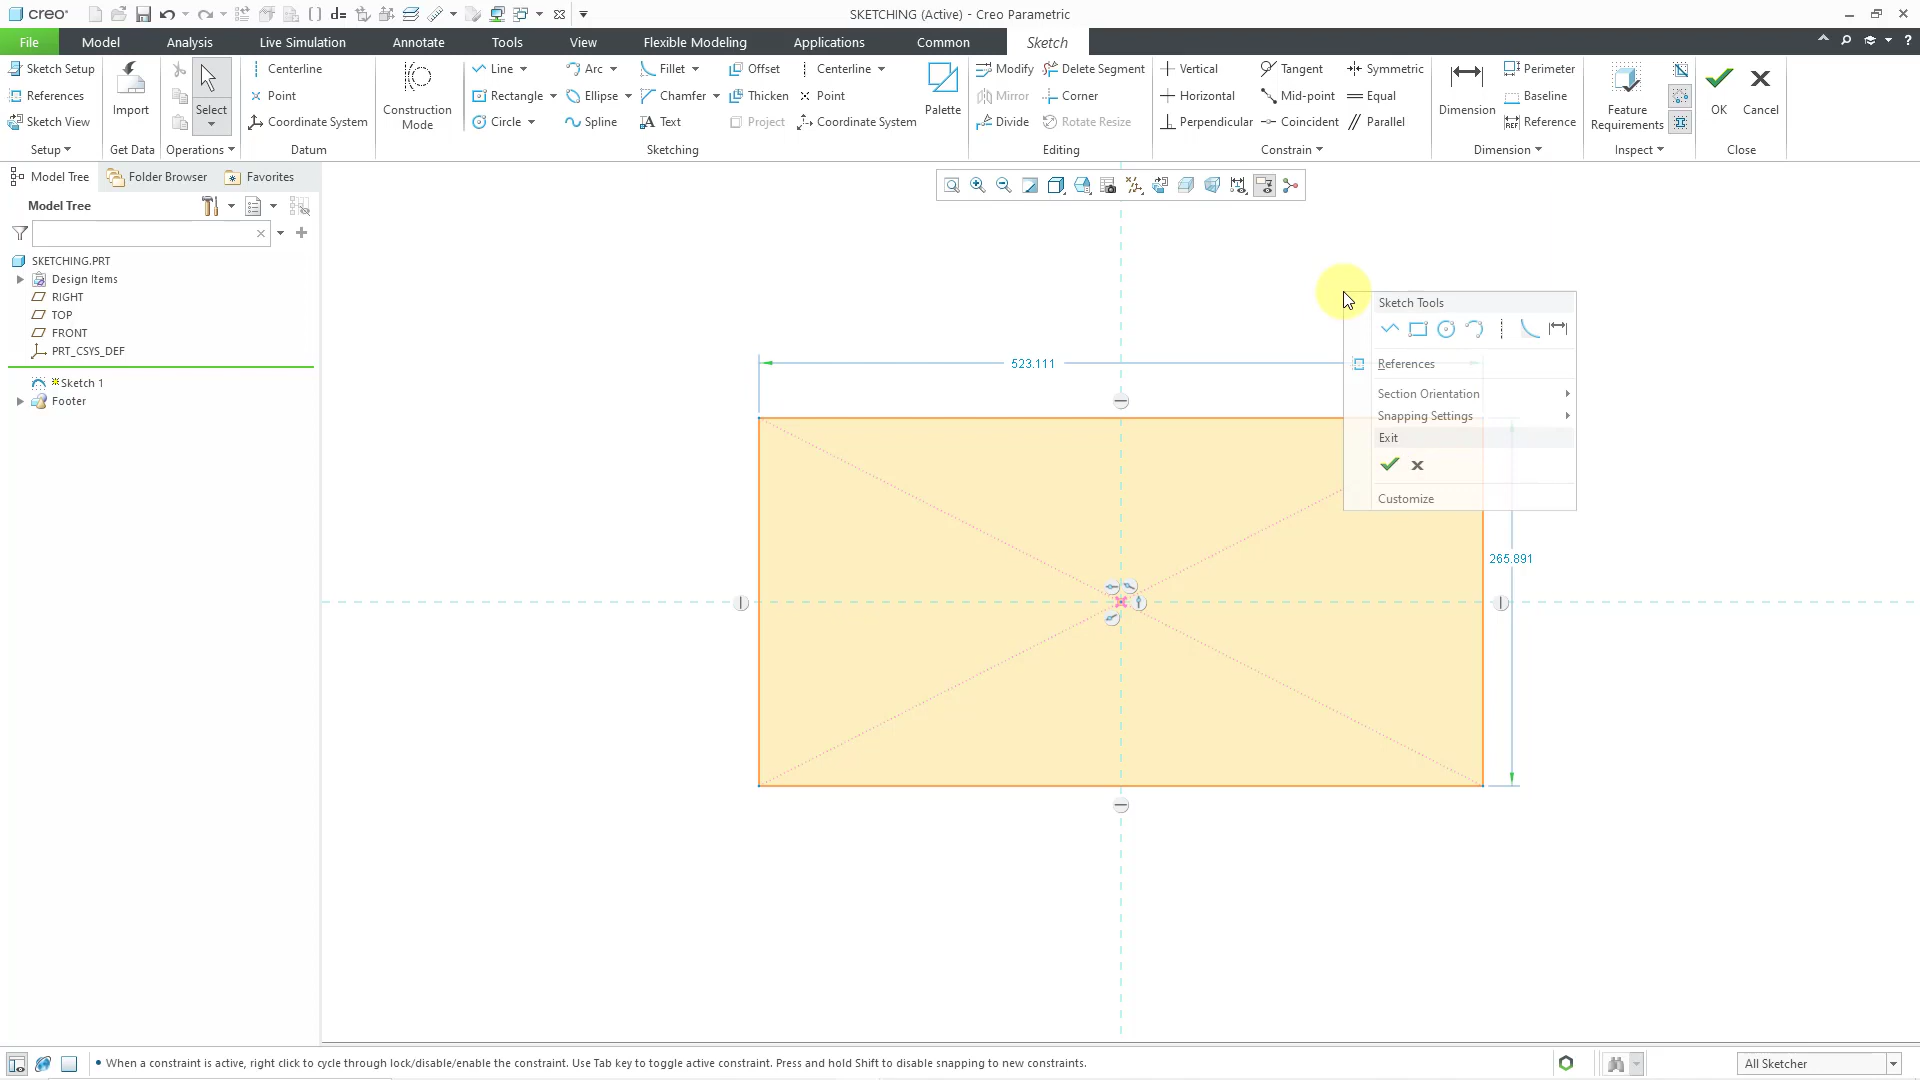 creo
SKETCHING (Active) - Creo Parametric
File
Model
Analysis
Live Simulation
Annotate
Tools
View
Flexible Modeling
Applications
Common
Sketch
Sketch Setup
References
Sketch View
Setup
Import
Get Data
Select
Operations
Centerline
Point
Coordinate System
Datum
Construction
Mode
Line
Rectangle
Circle
Arc
Ellipse
Spline
Fillet
Chamfer
Text
Offset
Thicken
Project
Centerline
Point
Coordinate System
Palette
Sketching
Modify
Mirror
Divide
Delete Segment
Corner
Rotate Resize
Editing
Vertical
Horizontal
Perpendicular
Tangent
Mid-point
Coincident
Symmetric
Equal
Parallel
Constrain
Dimension
Perimeter
Baseline
REF Reference
Dimension
Feature
Requirements
Inspect
OK
Cancel
Close
Model Tree
Folder Browser
Favorites
Model Tree
SKETCHING.PRT
Design Items
RIGHT
TOP
FRONT
PRT_CSYS_DEF
Sketch 1
Footer
523.111
265.891
Sketch Tools
References
Section Orientation
Snapping Settings
Exit
Customize
• When a constraint is active, right click to cycle through lock/disable/enable the constraint. Use Tab key to toggle active constraint. Press and hold Shift to disable snapping to new constraints.
All Sketcher